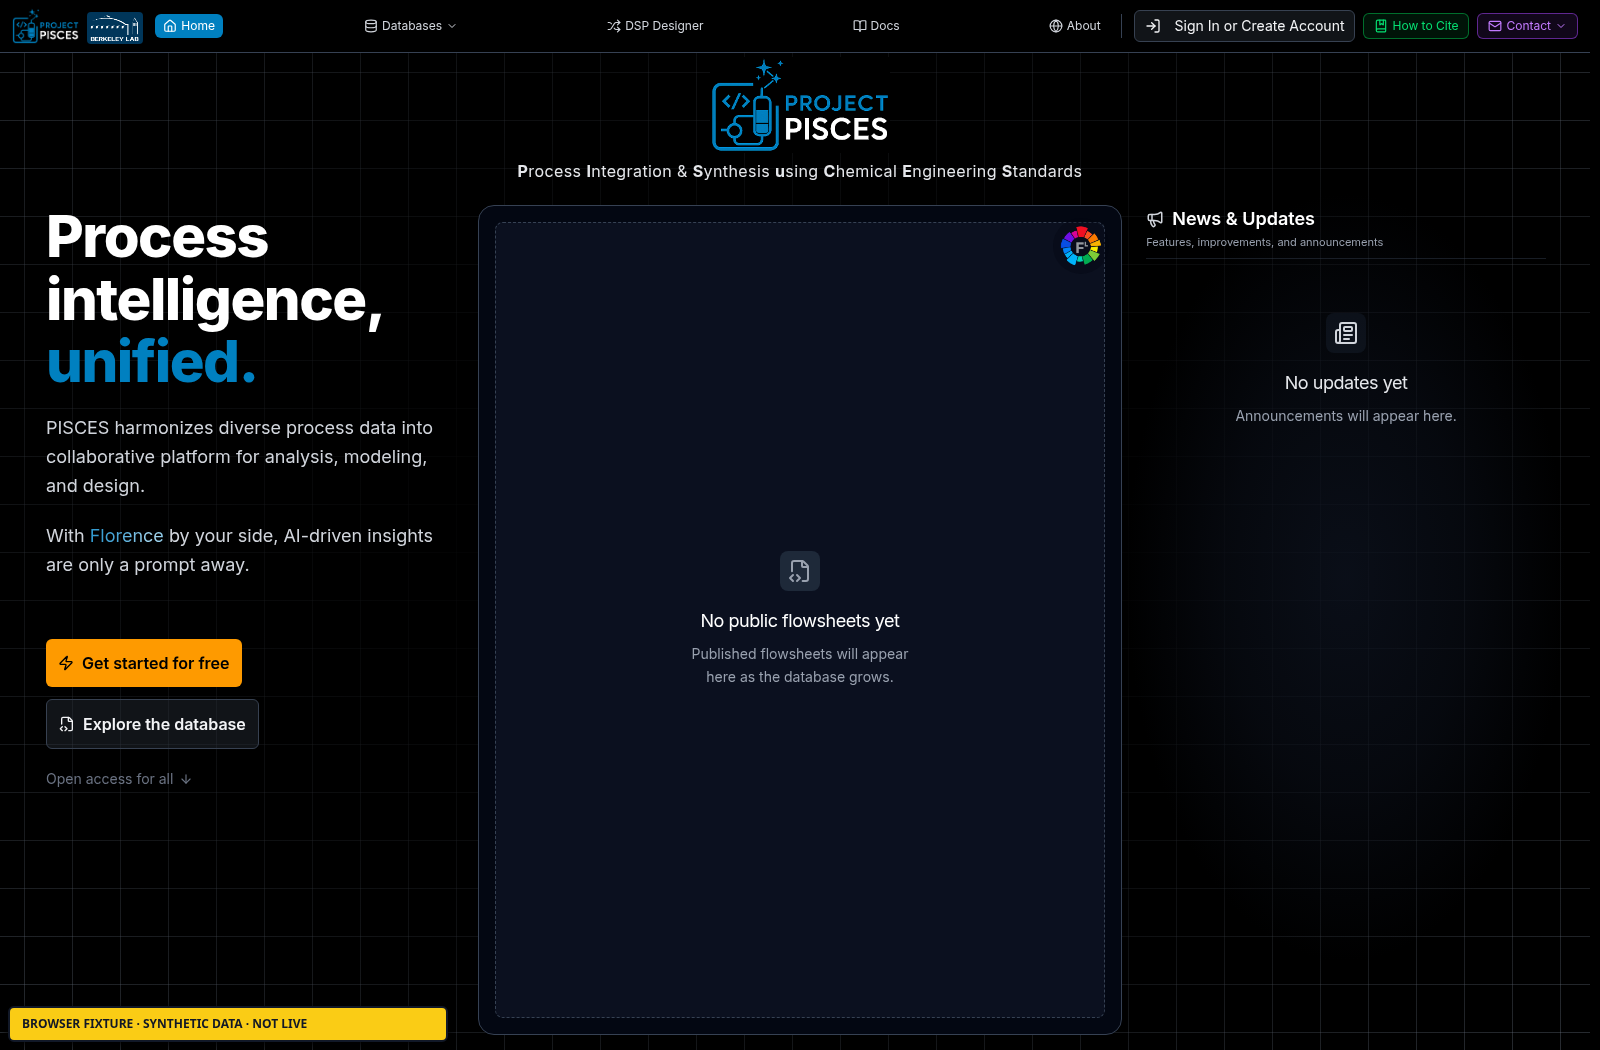 PROJECT
PISCES
BERKELEY LAB
Home
Databases
DSP Designer
Docs
About
Sign In or Create Account
How to Cite
Contact
PROJECT
PISCES
Process Integration & Synthesis using Chemical Engineering Standards
Process
intelligence,
unified.
PISCES harmonizes diverse process data into
collaborative platform for analysis, modeling,
and design.
With Florence by your side, AI-driven insights
are only a prompt away.
Get started for free
Explore the database
Open access for all
FL
No public flowsheets yet
Published flowsheets will appear
here as the database grows.
News & Updates
Features, improvements, and announcements
No updates yet
Announcements will appear here.
BROWSER FIXTURE · SYNTHETIC DATA · NOT LIVE